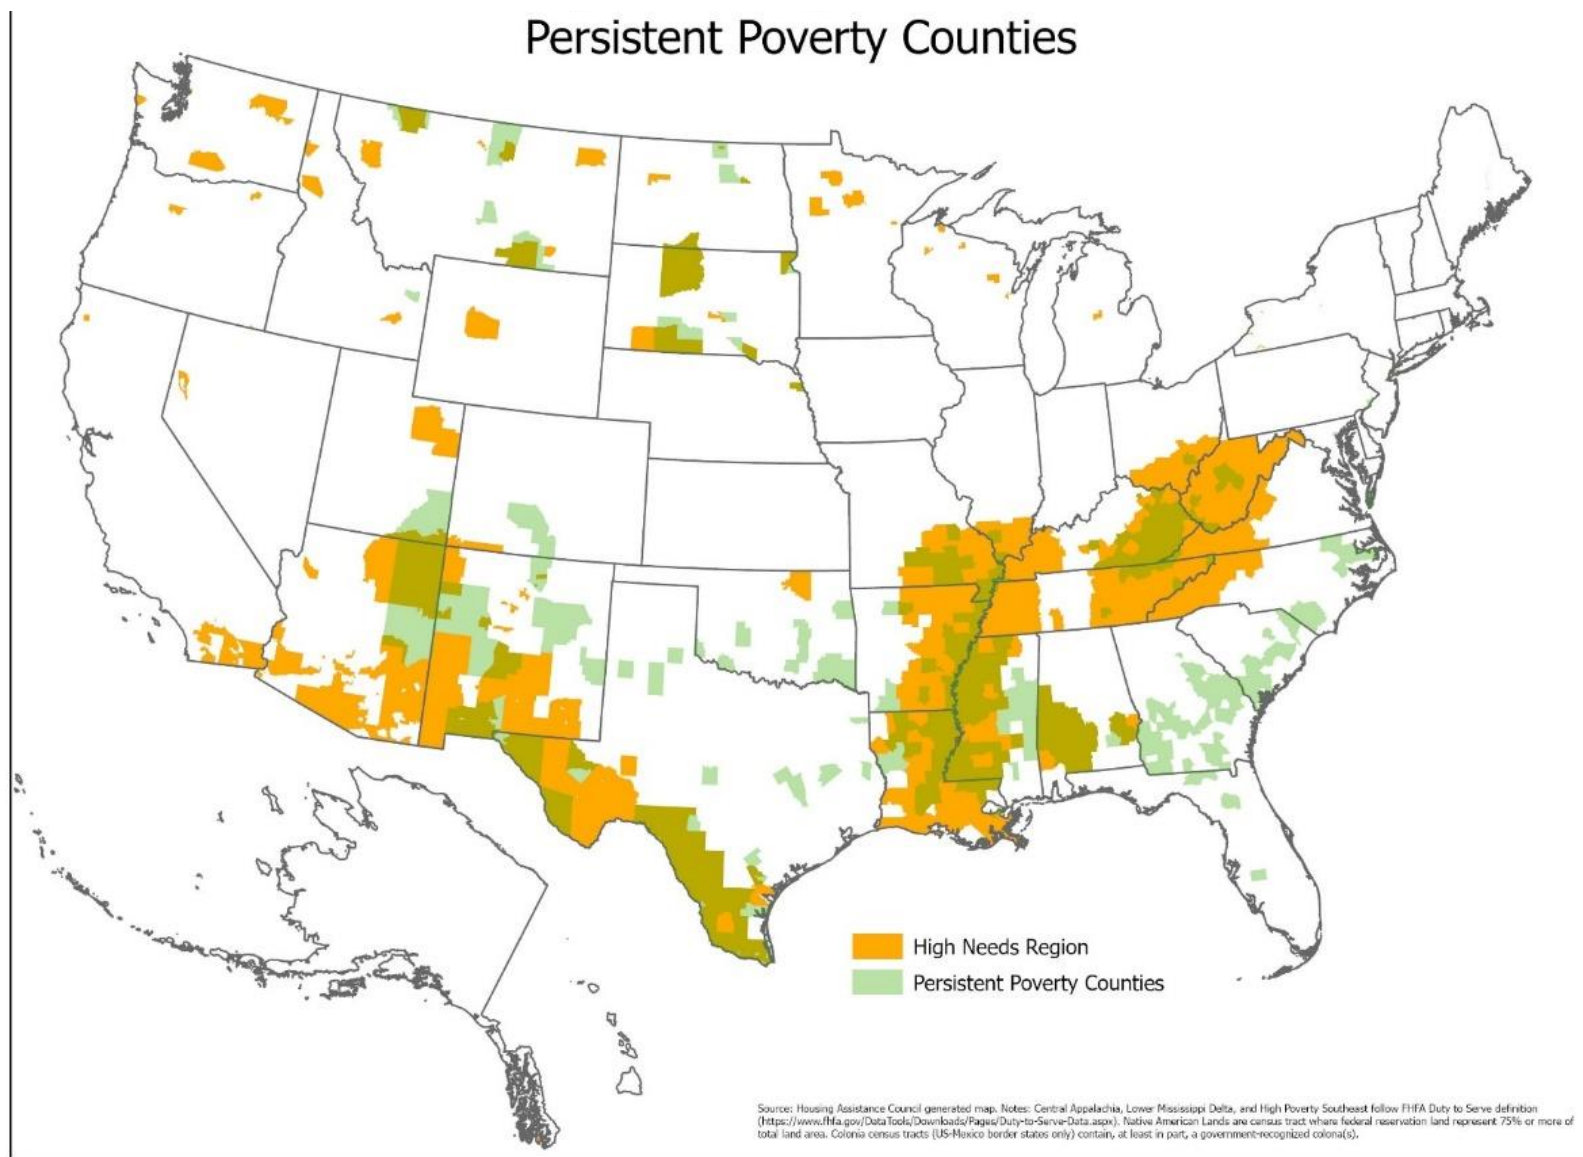 Persistent Poverty Counties
High Needs Region
Persistent Poverty Counties
Source: Housing Assistance Council generated map. Notes: Central Appalachia, Lower Mississippi Delta, and High Poverty Southeast follow FHFA Duty to Serve definition
(https://www.fhfa.gov/DataTools/Downloads/Pages/Duty-to-Serve-Data.aspx). Native American Lands are census tract where federal reservation land represent 75% or more of
total land area. Colonia census tracts (US-Mexico border states only) contain, at least in part, a government-recognized colona(s).